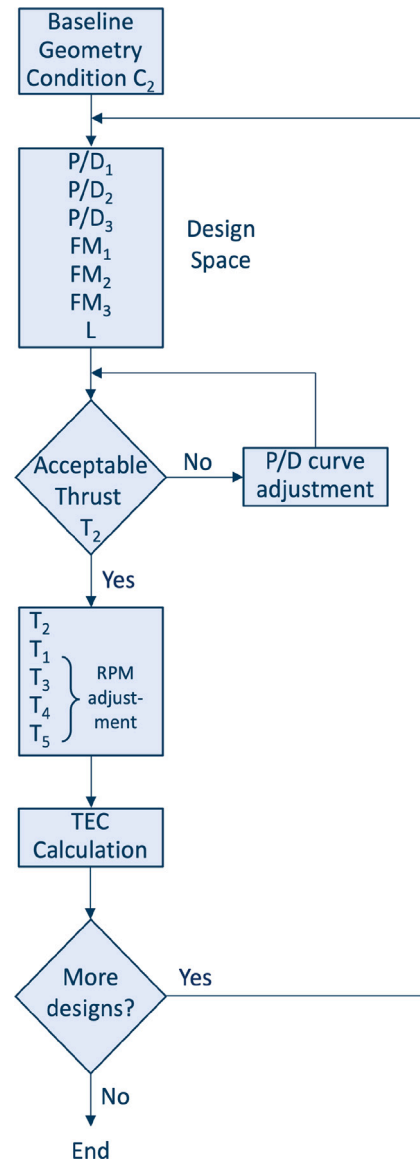 Baseline
Geometry
Condition C₂
P/D₁
P/D₂
P/D₃
FM₁
FM₂
FM₃
L
Design
Space
Acceptable
Thrust
T₂
No
P/D curve
adjustment
Yes
T₂
T₁
T₃
T₄
T₅
RPM
adjust-
ment
TEC
Calculation
More
designs?
Yes
No
End